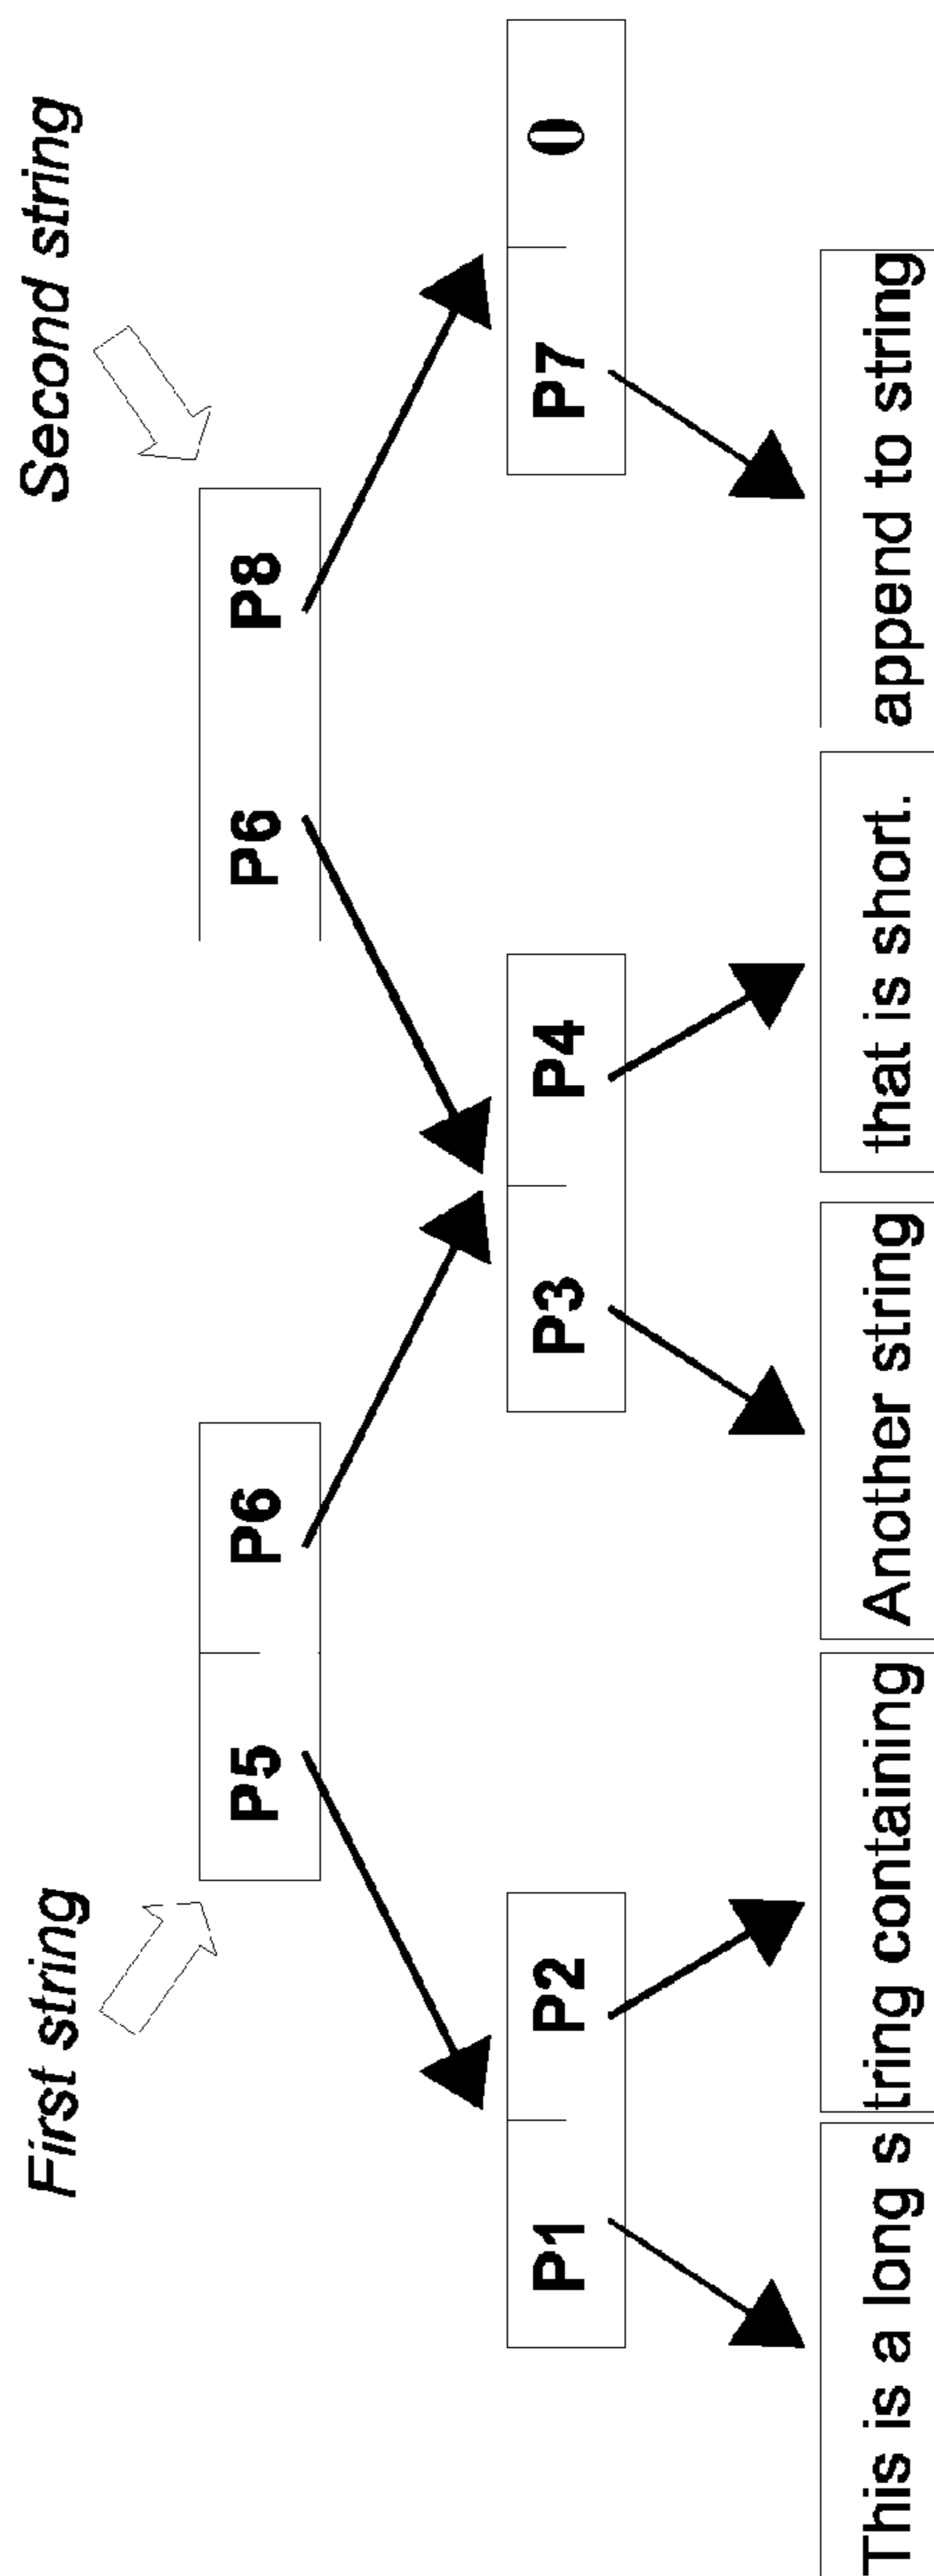 First string
Second string
P5 P6
P6 P8
P1 P2
P3 P4
P7 0
This is a long s
tring containing
Another string
that is short.
append to string